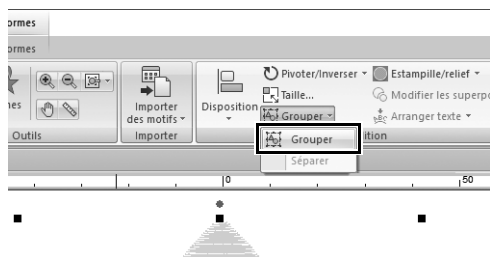 ormes
ormes
nes
Outils
Importer
des motifs
Importer
Disposition
Pivoter/Inverser
Taille...
Grouper
Estampille/relief
Modifier les superpo
Arranger texte
ition
Grouper
Séparer
0
50